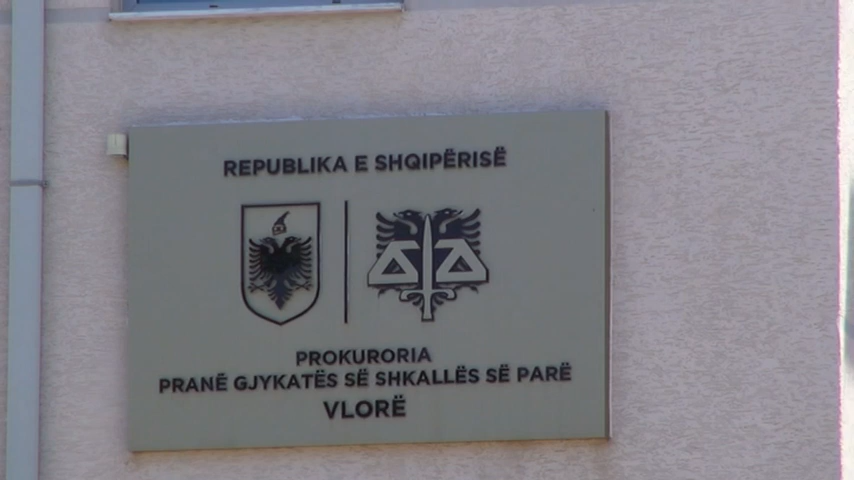 REPUBLIKA E SHQIPËRISË
PROKURORIA
PRANË GJYKATËS SË SHKALLËS SË PARË
VLORË